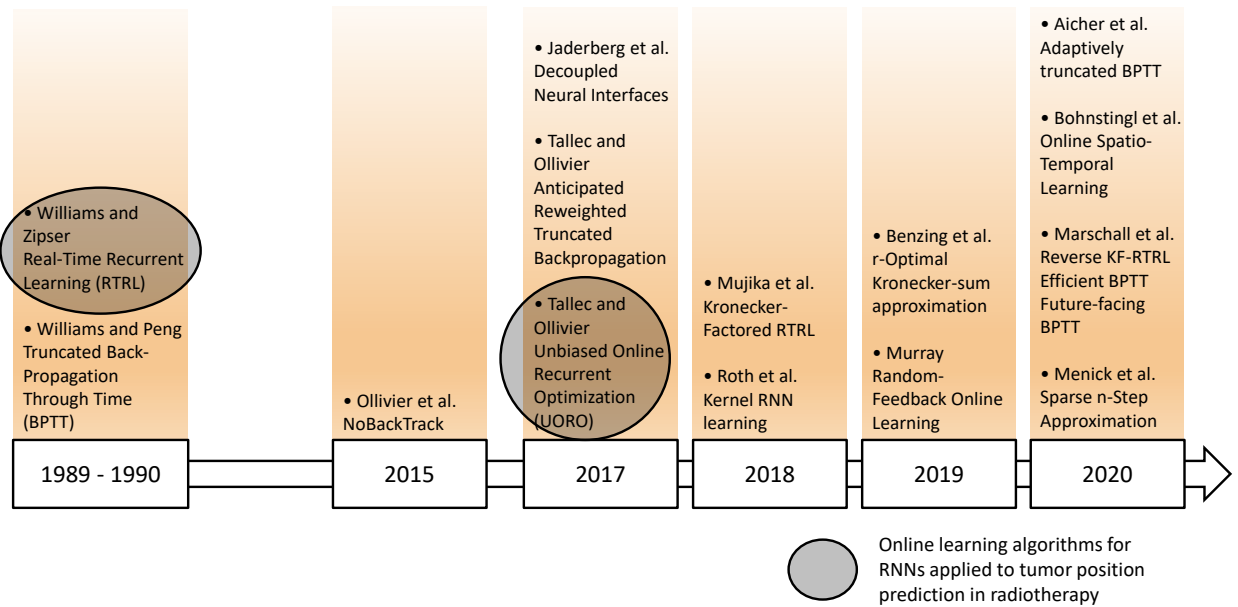 • Williams and
Zipser
Real-Time Recurrent
Learning (RTRL)
• Williams and Peng
Truncated Back-
Propagation
Through Time
(BPTT)
1989 - 1990
• Ollivier et al.
NoBackTrack
2015
• Jaderberg et al.
Decoupled
Neural Interfaces
• Tallec and
Ollivier
Anticipated
Reweighted
Truncated
Backpropagation
• Tallec and
Ollivier
Unbiased Online
Recurrent
Optimization
(UORO)
2017
• Mujika et al.
Kronecker-
Factored RTRL
• Roth et al.
Kernel RNN
learning
2018
• Benzing et al.
r-Optimal
Kronecker-sum
approximation
• Murray
Random-
Feedback Online
Learning
2019
• Aicher et al.
Adaptively
truncated BPTT
• Bohnstingl et al.
Online Spatio-
Temporal
Learning
• Marschall et al.
Reverse KF-RTRL
Efficient BPTT
Future-facing
BPTT
• Menick et al.
Sparse n-Step
Approximation
2020
Online learning algorithms for
RNNs applied to tumor position
prediction in radiotherapy